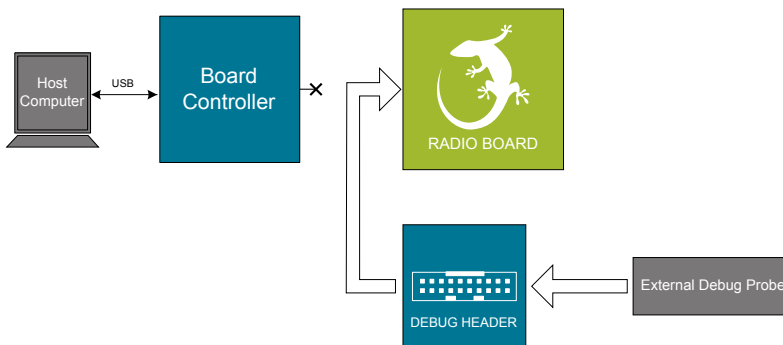 Host
Computer
USB
Board
Controller
RADIO BOARD
DEBUG HEADER
External Debug Probe